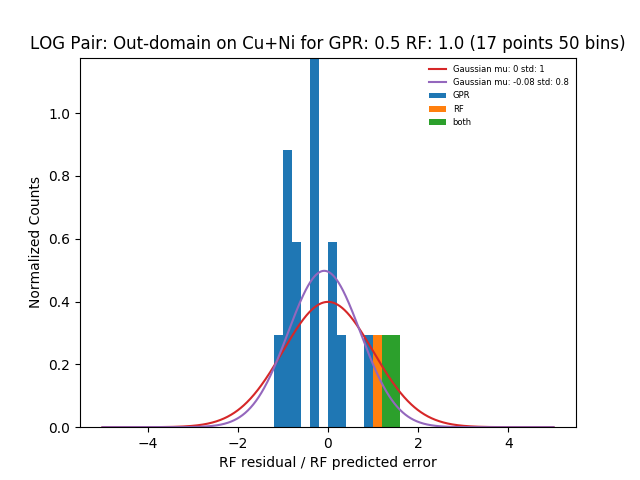 LOG Pair: Out-domain on Cu+Ni for GPR: 0.5 RF: 1.0 (17 points 50 bins)
Gaussian mu: 0 std: 1
Gaussian mu: -0.08 std: 0.8
GPR
RF
both
Normalized Counts
1.0
0.8
0.6
0.4
0.2
0.0
−4
−2
0
2
4
RF residual / RF predicted error